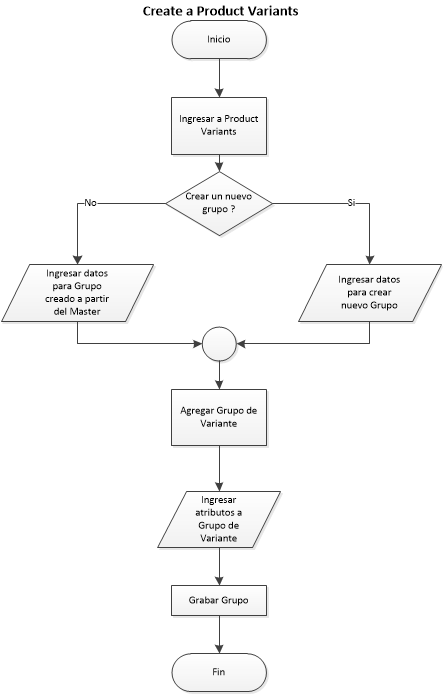 Create a Product Variants
Inicio
Ingresar a Product
Variants
Crear un nuevo
grupo ?
No
Si
Ingresar datos
para Grupo
creado a partir
del Master
Ingresar datos
para crear
nuevo Grupo
Agregar Grupo de
Variante
Ingresar
atributos a
Grupo de
Variante
Grabar Grupo
Fin